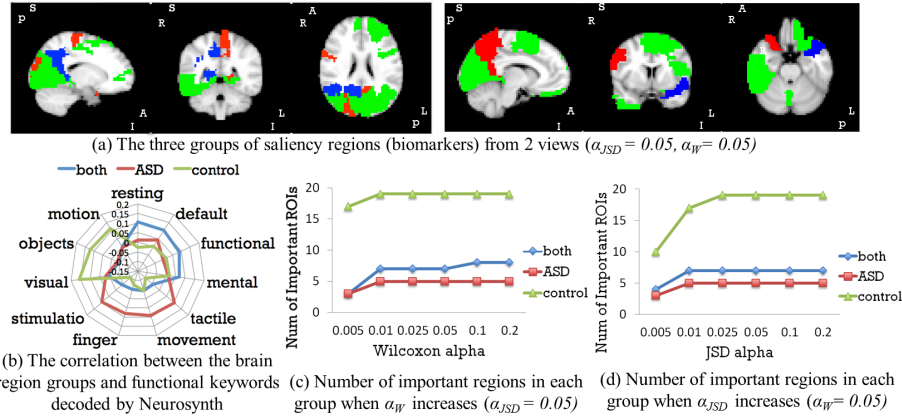 S
P
A
I
S
R
L
I
A
R
L
P
S
P
A
I
S
R
L
I
A
R
L
p
(a) The three groups of saliency regions (biomarkers) from 2 views (αJSD = 0.05, αW= 0.05)
both ASD control
resting
default
functional
mental
tactile
movement
finger
stimulatio
visual
objects
motion
0.2
0.15
0.1
0.05
0
-0.05
-0.1
-0.15
(b) The correlation between the brain
region groups and functional keywords
decoded by Neurosynth
Num of Important ROIs
20
15
10
5
0
0.005 0.01 0.025 0.05 0.1 0.2
Wilcoxon alpha
both
ASD
control
(c) Number of important regions in each
group when αW increases (αJSD = 0.05)
Num of Important ROIs
20
15
10
5
0
0.005 0.01 0.025 0.05 0.1 0.2
JSD alpha
both
ASD
control
(d) Number of important regions in each
group when αJSD increases (αW= 0.05)